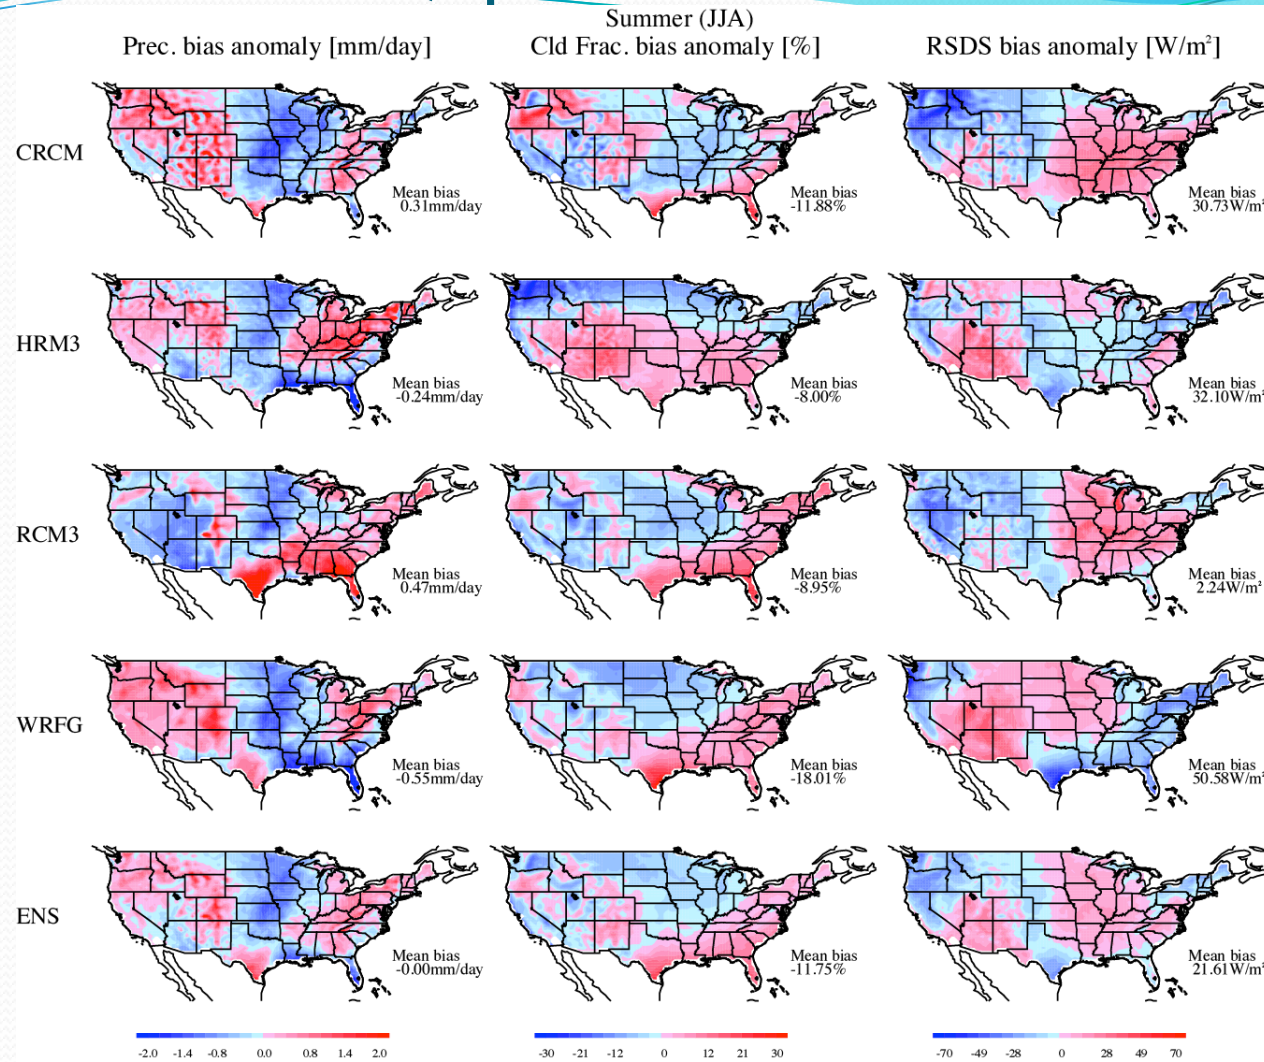 Summer (JJA)
Prec. bias anomaly [mm/day] Cld Frac. bias anomaly [%] RSDS bias anomaly [W/m²]
CRCM
Mean bias
0.31mm/day
Mean bias
-11.88%
Mean bias
30.73W/m²
HRM3
Mean bias
-0.24mm/day
Mean bias
-8.00%
Mean bias
32.10W/m²
RCM3
Mean bias
0.47mm/day
Mean bias
-8.95%
Mean bias
2.24W/m²
WRFG
Mean bias
-0.55mm/day
Mean bias
-18.01%
Mean bias
50.58W/m²
ENS
Mean bias
-0.00mm/day
Mean bias
-11.75%
Mean bias
21.61W/m²
-2.0 -1.4 -0.8 0.0 0.8 1.4 2.0
-30 -21 -12 0 12 21 30
-70 -49 -28 0 28 49 70